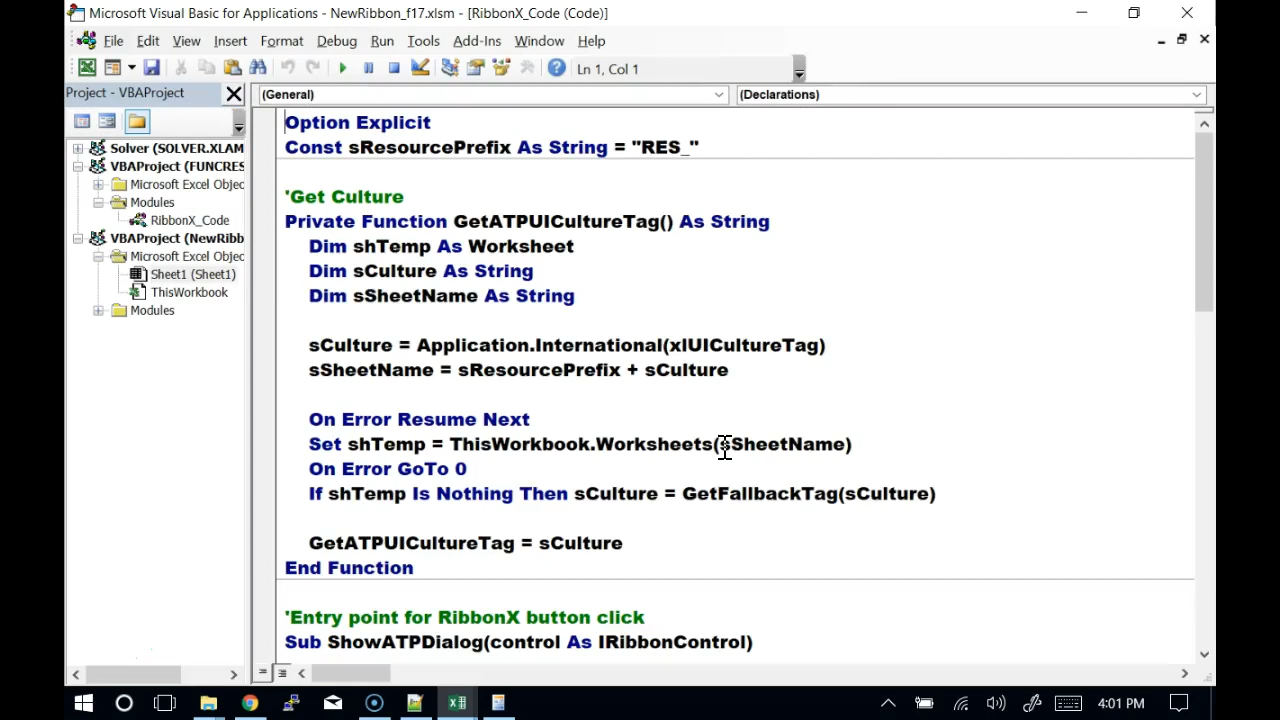 Microsoft Visual Basic for Applications - NewRibbon_f17.xlsm - [RibbonX_Code (Code)]
File Edit View Insert Format Debug Run Tools Add-Ins Window Help
Ln 1, Col 1
Project - VBAProject
(General) (Declarations)
Solver (SOLVER.XLAM
VBAProject (FUNCRES
Microsoft Excel Objec
Modules
RibbonX_Code
VBAProject (NewRibb
Microsoft Excel Objec
Sheet1 (Sheet1)
ThisWorkbook
Modules
Option Explicit
Const sResourcePrefix As String = "RES_"
'Get Culture
Private Function GetATPUICultureTag() As String
Dim shTemp As Worksheet
Dim sCulture As String
Dim sSheetName As String
sCulture = Application.International(xlUICultureTag)
sSheetName = sResourcePrefix + sCulture
On Error Resume Next
Set shTemp = ThisWorkbook.Worksheets(sSheetName)
On Error GoTo 0
If shTemp Is Nothing Then sCulture = GetFallbackTag(sCulture)
GetATPUICultureTag = sCulture
End Function
'Entry point for RibbonX button click
Sub ShowATPDialog(control As IRibbonControl)
4:01 PM